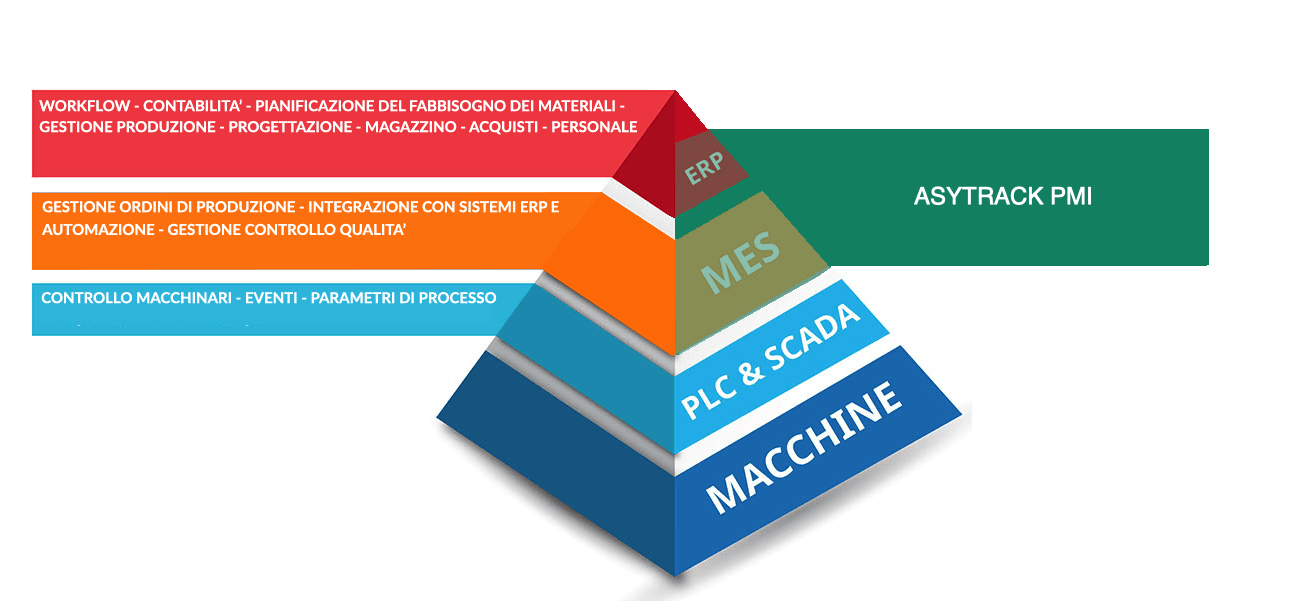 WORKFLOW - CONTABILITA' - PIANIFICAZIONE DEL FABBISOGNO DEI MATERIALI -
GESTIONE PRODUZIONE - PROGETTAZIONE - MAGAZZINO - ACQUISTI - PERSONALE
ERP
ASYTRACK PMI
GESTIONE ORDINI DI PRODUZIONE - INTEGRAZIONE CON SISTEMI ERP E
AUTOMAZIONE - GESTIONE CONTROLLO QUALITA'
MES
CONTROLLO MACCHINARI - EVENTI - PARAMETRI DI PROCESSO
PLC & SCADA
MACCHINE